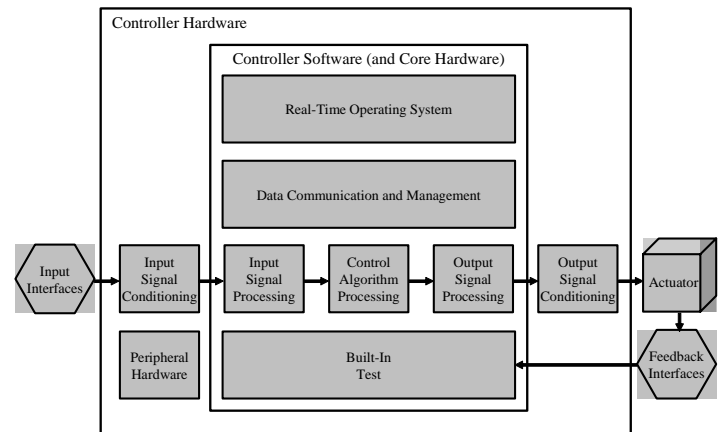 Controller Hardware
Controller Software (and Core Hardware)
Real-Time Operating System
Data Communication and Management
Input
Interfaces
Input
Signal
Conditioning
Input
Signal
Processing
Control
Algorithm
Processing
Output
Signal
Processing
Output
Signal
Conditioning
Actuator
Peripheral
Hardware
Built-In
Test
Feedback
Interfaces